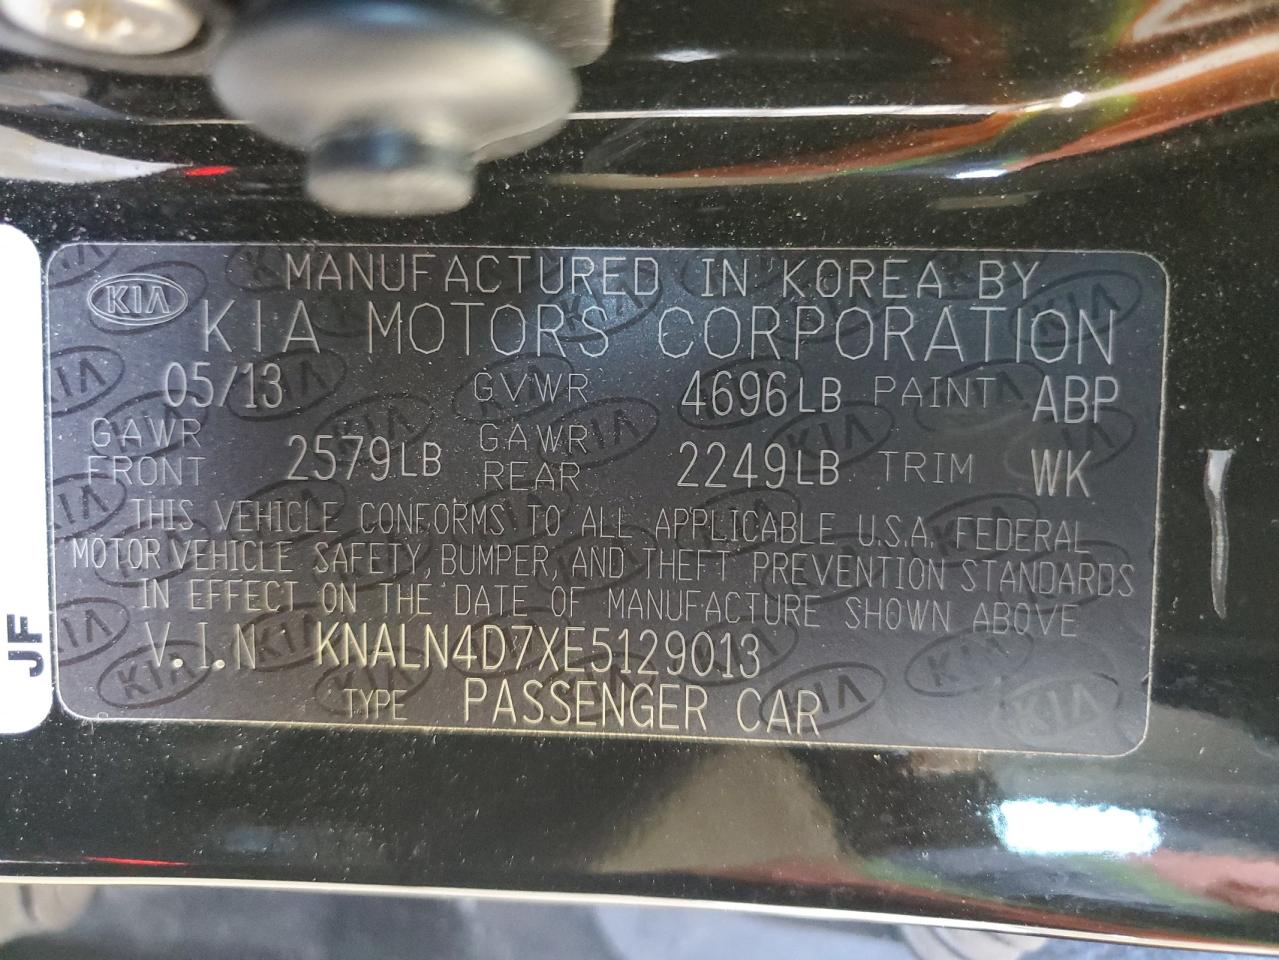 MANUFACTURED IN KOREA BY
KIA KIA MOTORS CORPORATION
05/13 GVWR 4696LB PAINT ABP
GAWR FRONT 2579LB GAWR REAR 2249LB TRIM WK
THIS VEHICLE CONFORMS TO ALL APPLICABLE U.S.A. FEDERAL
MOTOR VEHICLE SAFETY, BUMPER, AND THEFT PREVENTION STANDARDS
IN EFFECT ON THE DATE OF MANUFACTURE SHOWN ABOVE
V.I.N: KNALN4D7XE5129013
TYPE PASSENGER CAR
JF